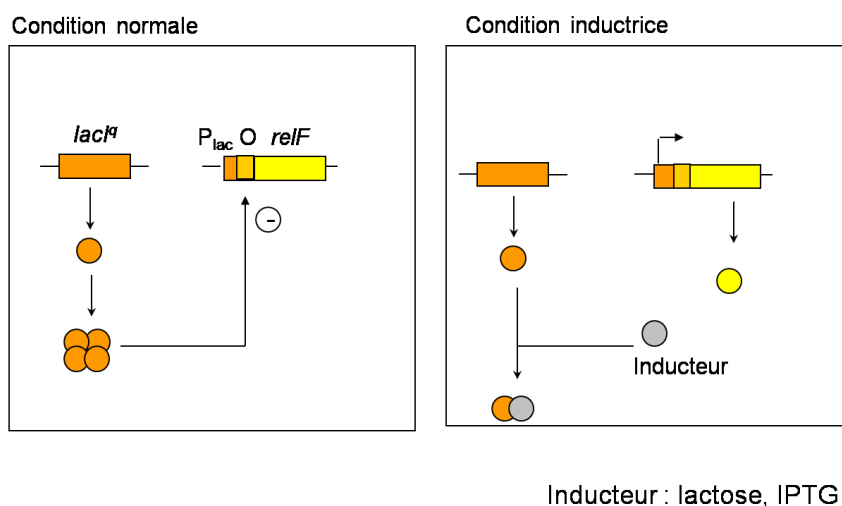 Condition normale
Condition inductrice
lacIq
Plac O relF
-
Inducteur
Inducteur : lactose, IPTG